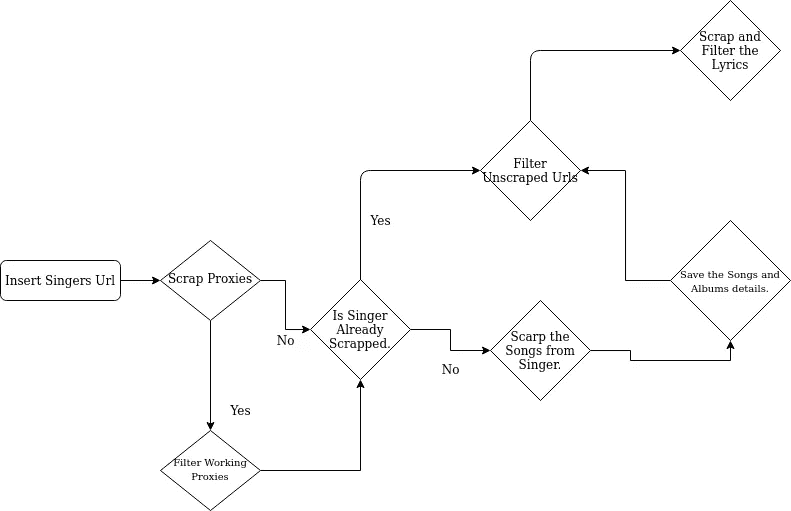 Scrap and
Filter the
Lyrics
Filter
Unscraped Urls
Yes
Insert Singers Url
Scrap Proxies
Save the Songs and
Albums details.
Is Singer
Already
Scrapped.
No
Scarp the
Songs from
Singer.
No
Yes
Filter Working
Proxies